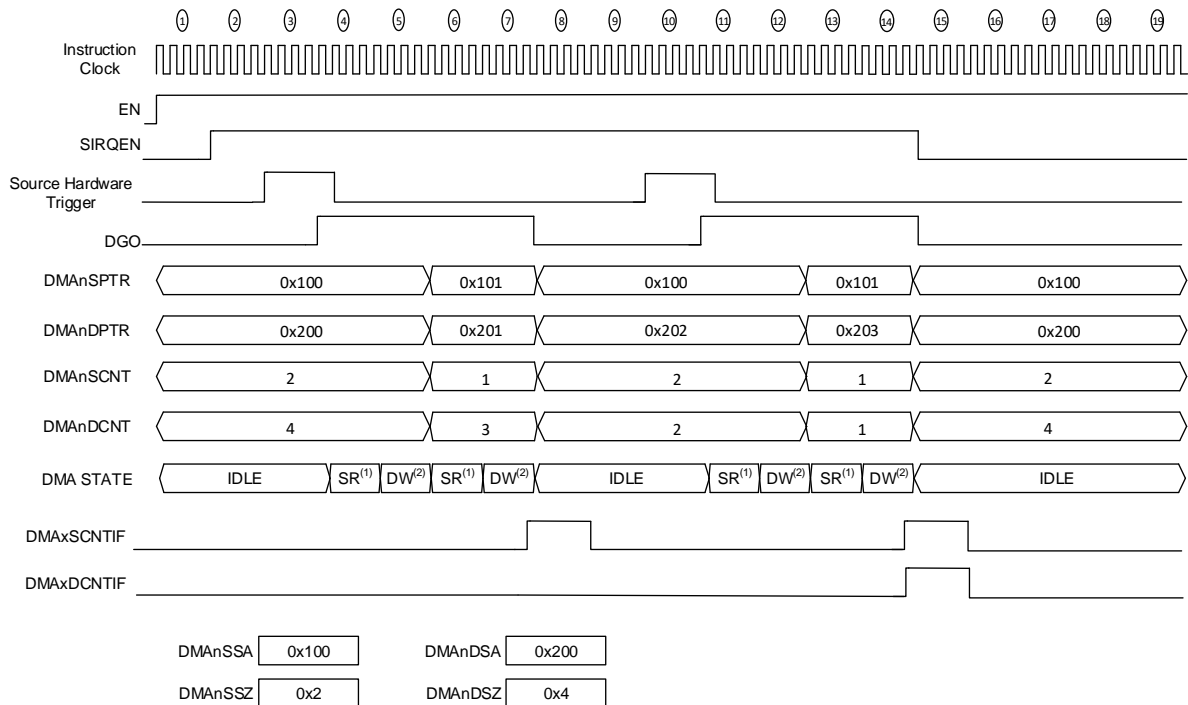 1 2 3 4 5 6 7 8 9 10 11 12 13 14 15 16 17 18 19
Instruction
Clock
EN
SIRQEN
Source Hardware
Trigger
DGO
DMAnSPTR 0x100 0x101 0x100 0x101 0x100
DMAnDPTR 0x200 0x201 0x202 0x203 0x200
DMAnSCNT 2 1 2 1 2
DMAnDCNT 4 3 2 1 4
DMA STATE IDLE SR(1) DW(2) SR(1) DW(2) IDLE SR(1) DW(2) SR(1) DW(2) IDLE
DMAxSCNTIF
DMAxDCNTIF
DMAnSSA 0x100 DMAnDSA 0x200
DMAnSSZ 0x2 DMAnDSZ 0x4